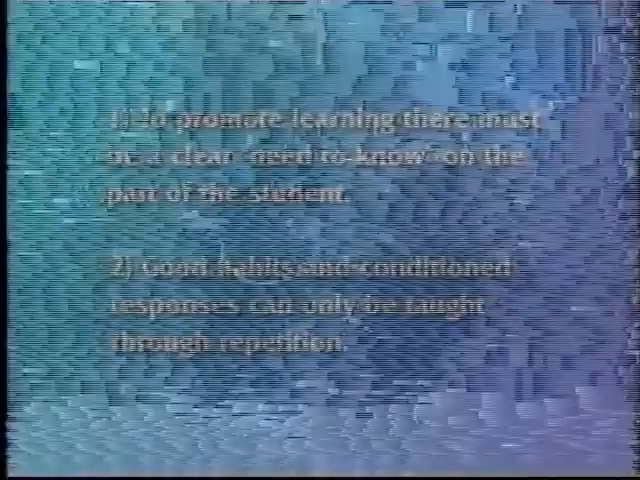 1) To promote learning there must
be a clear "need to know" on the
part of the student.
2) Good habits and conditioned
responses can only be taught
through repetition.